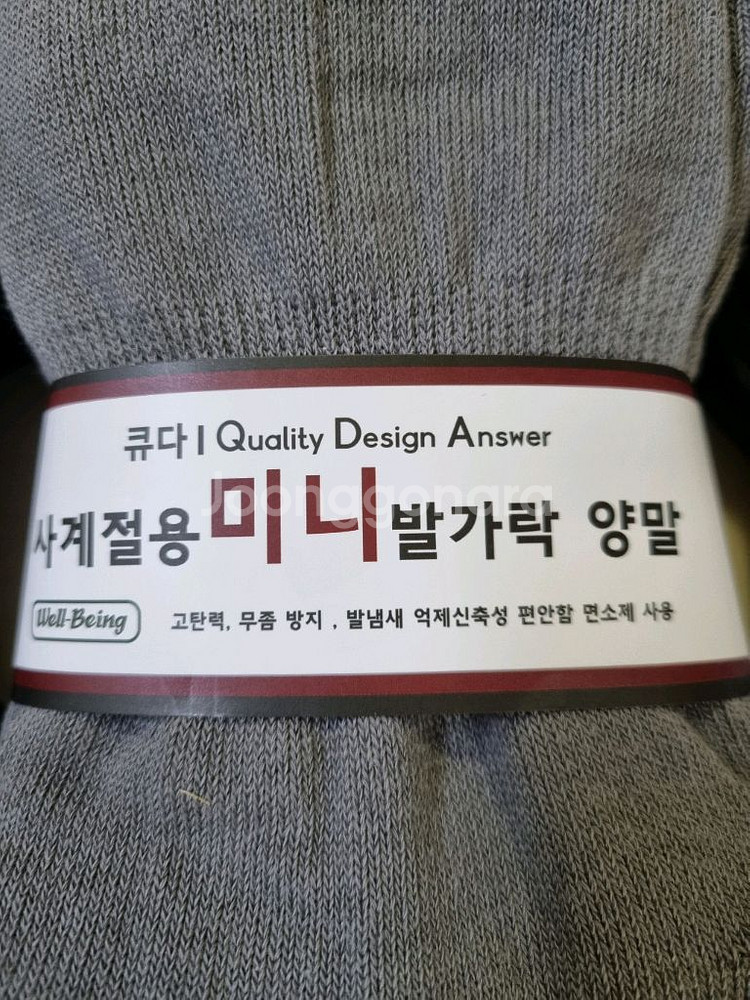 큐다 | Quality Design Answer
Joonggonara
사계절용 미니 발가락 양말
Well-Being
고탄력, 무좀 방지 , 발냄새 억제신축성 편안함 면소제 사용